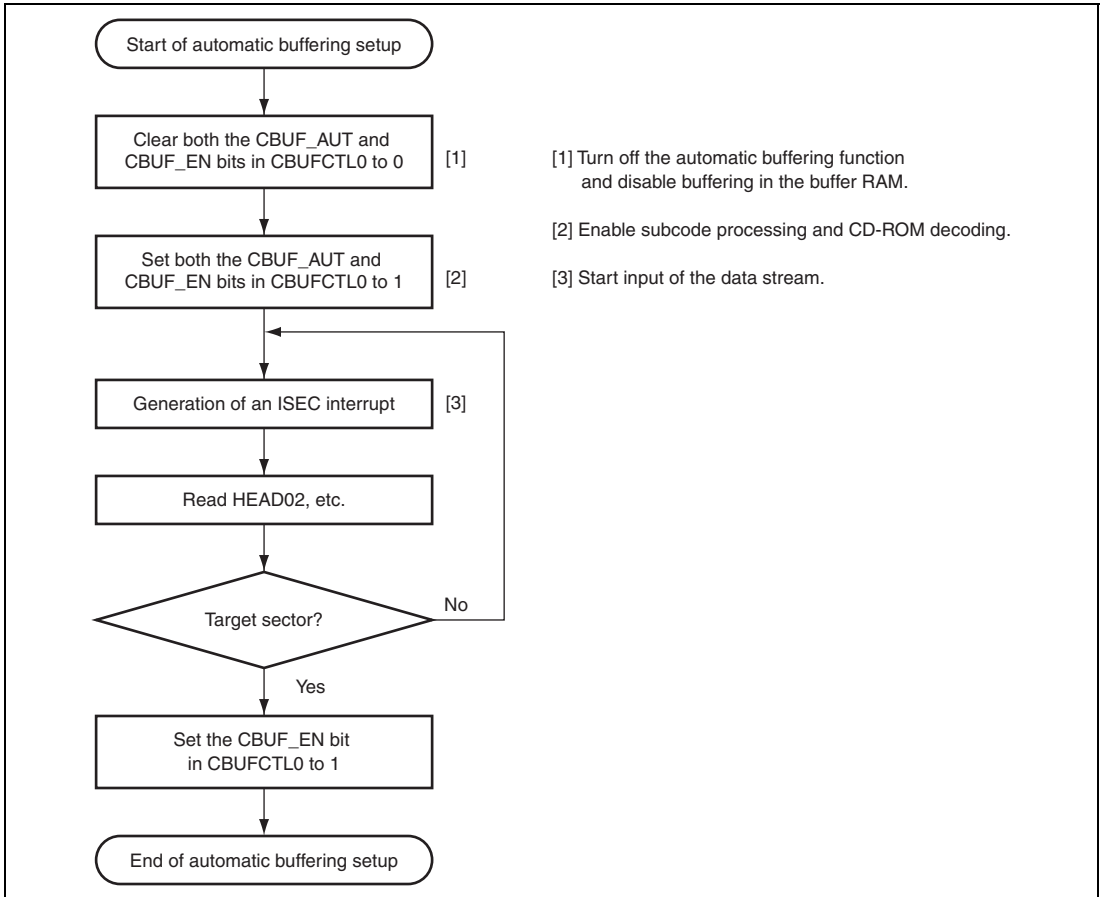 Start of automatic buffering setup
Clear both the CBUF_AUT and
CBUF_EN bits in CBUFCTL0 to 0
[1]
[1] Turn off the automatic buffering function
and disable buffering in the buffer RAM.
[2] Enable subcode processing and CD-ROM decoding.
Set both the CBUF_AUT and
CBUF_EN bits in CBUFCTL0 to 1
[2]
[3] Start input of the data stream.
Generation of an ISEC interrupt
[3]
Read HEAD02, etc.
Target sector?
No
Yes
Set the CBUF_EN bit
in CBUFCTL0 to 1
End of automatic buffering setup